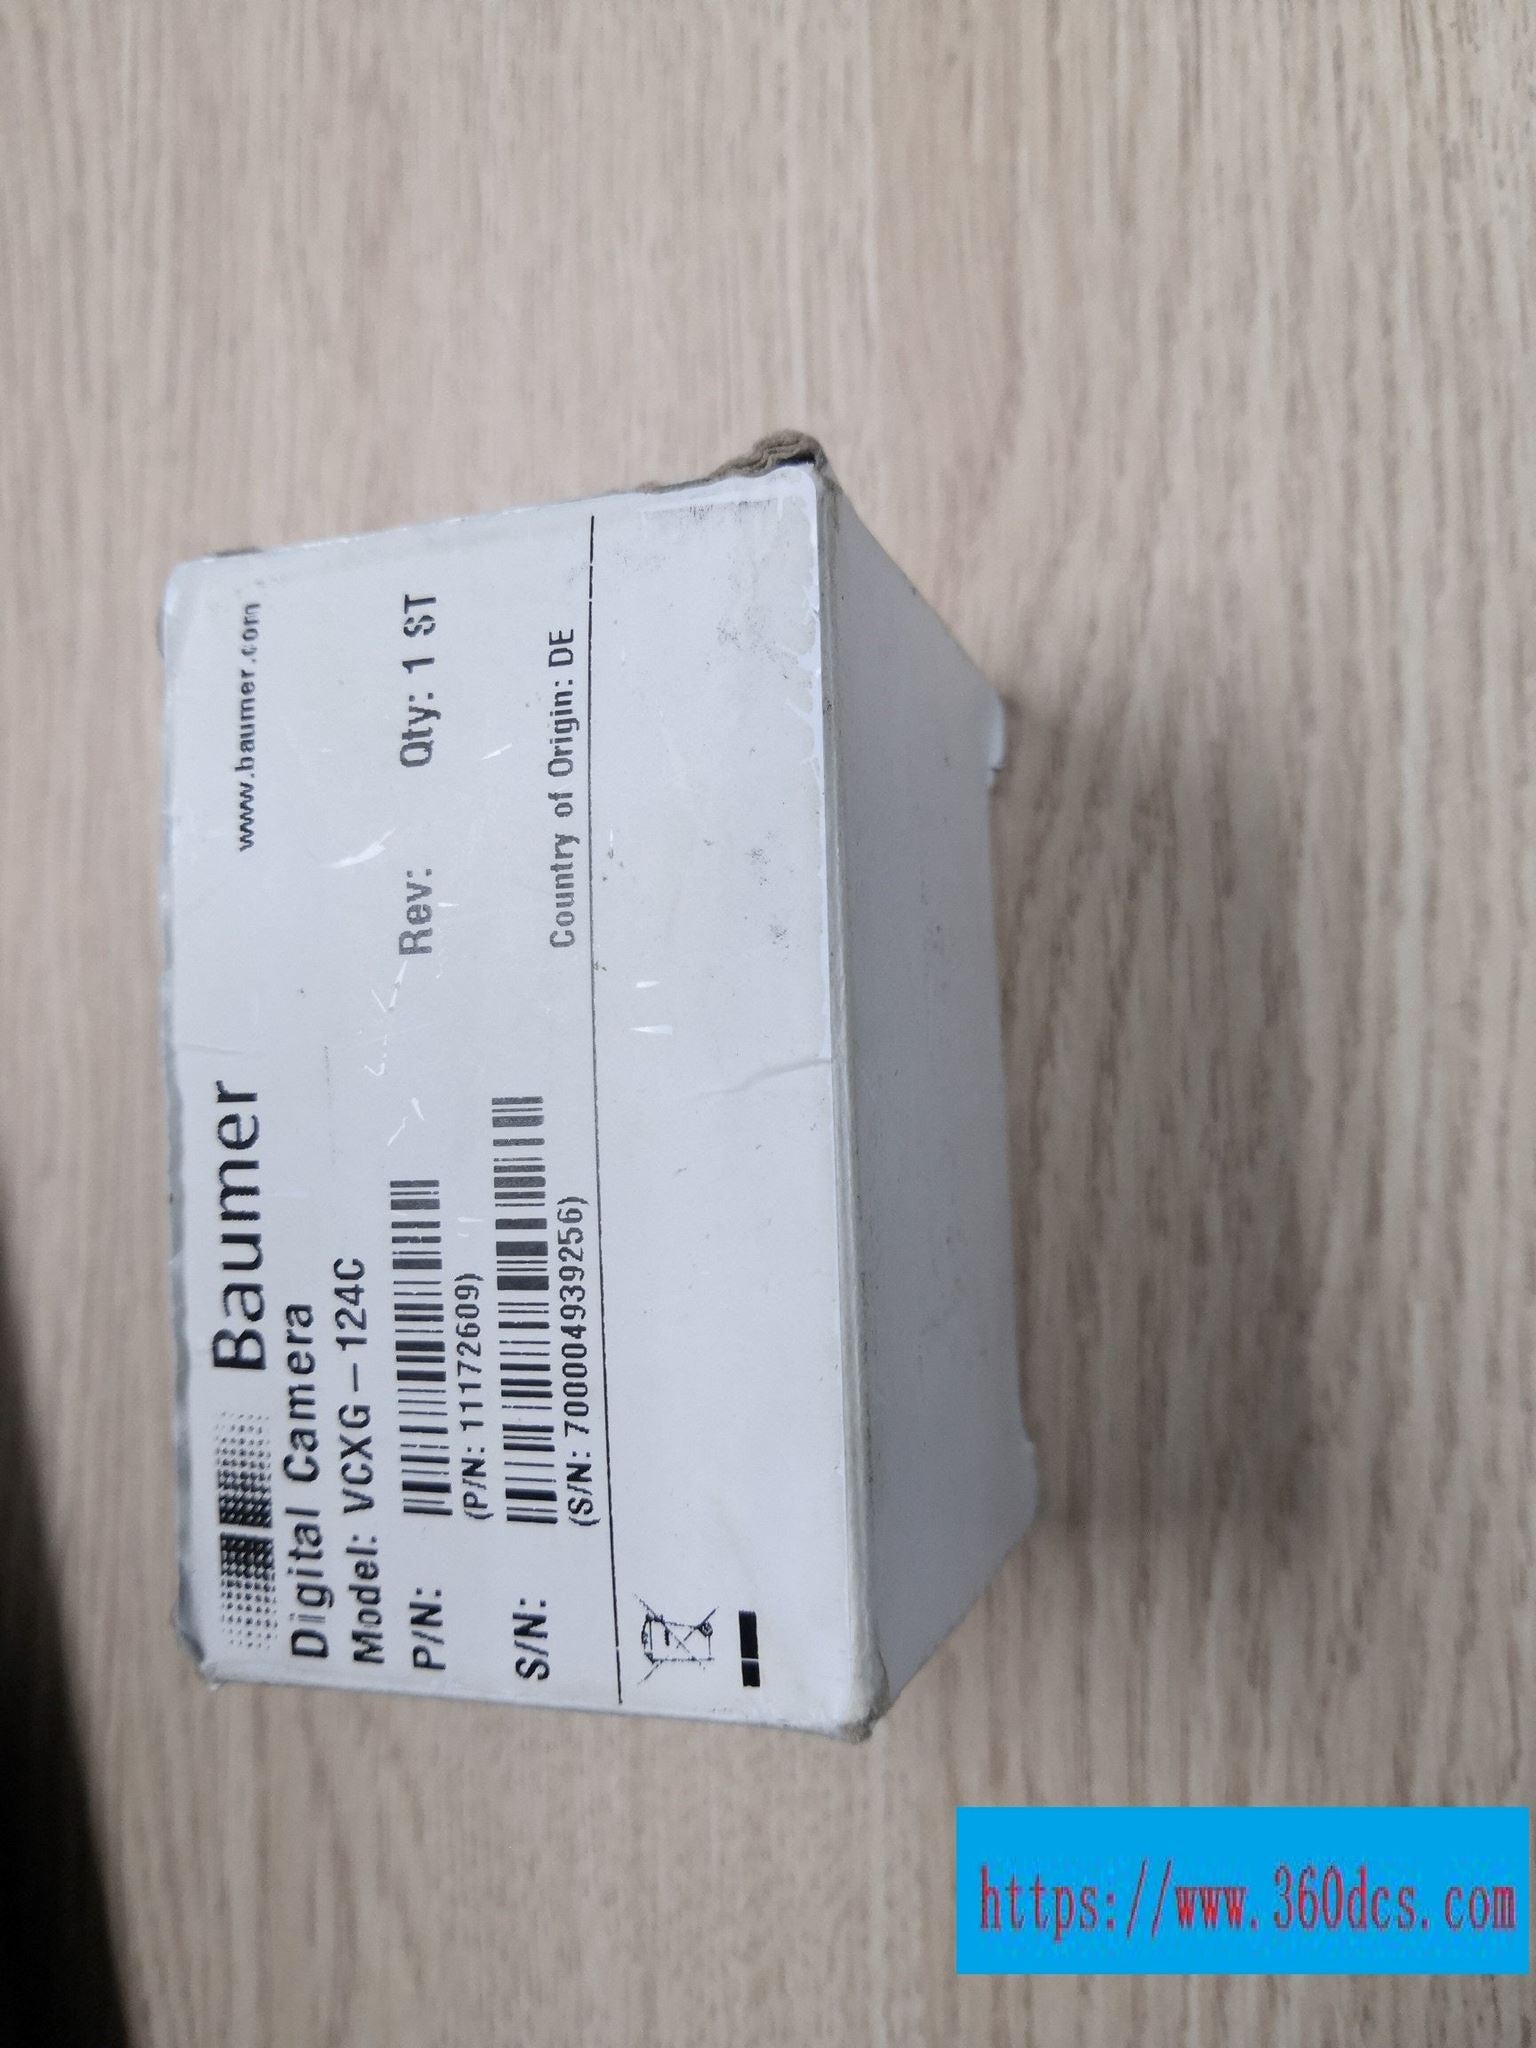 Baumer www.baumer.com
Digital Camera
Model: VCXG-124C
P/N: Rev: Qty: 1 ST
(P/N: 11172609)
S/N:
Country of Origin: DE
(S/N: 700004939256)
https://www.360dcs.com